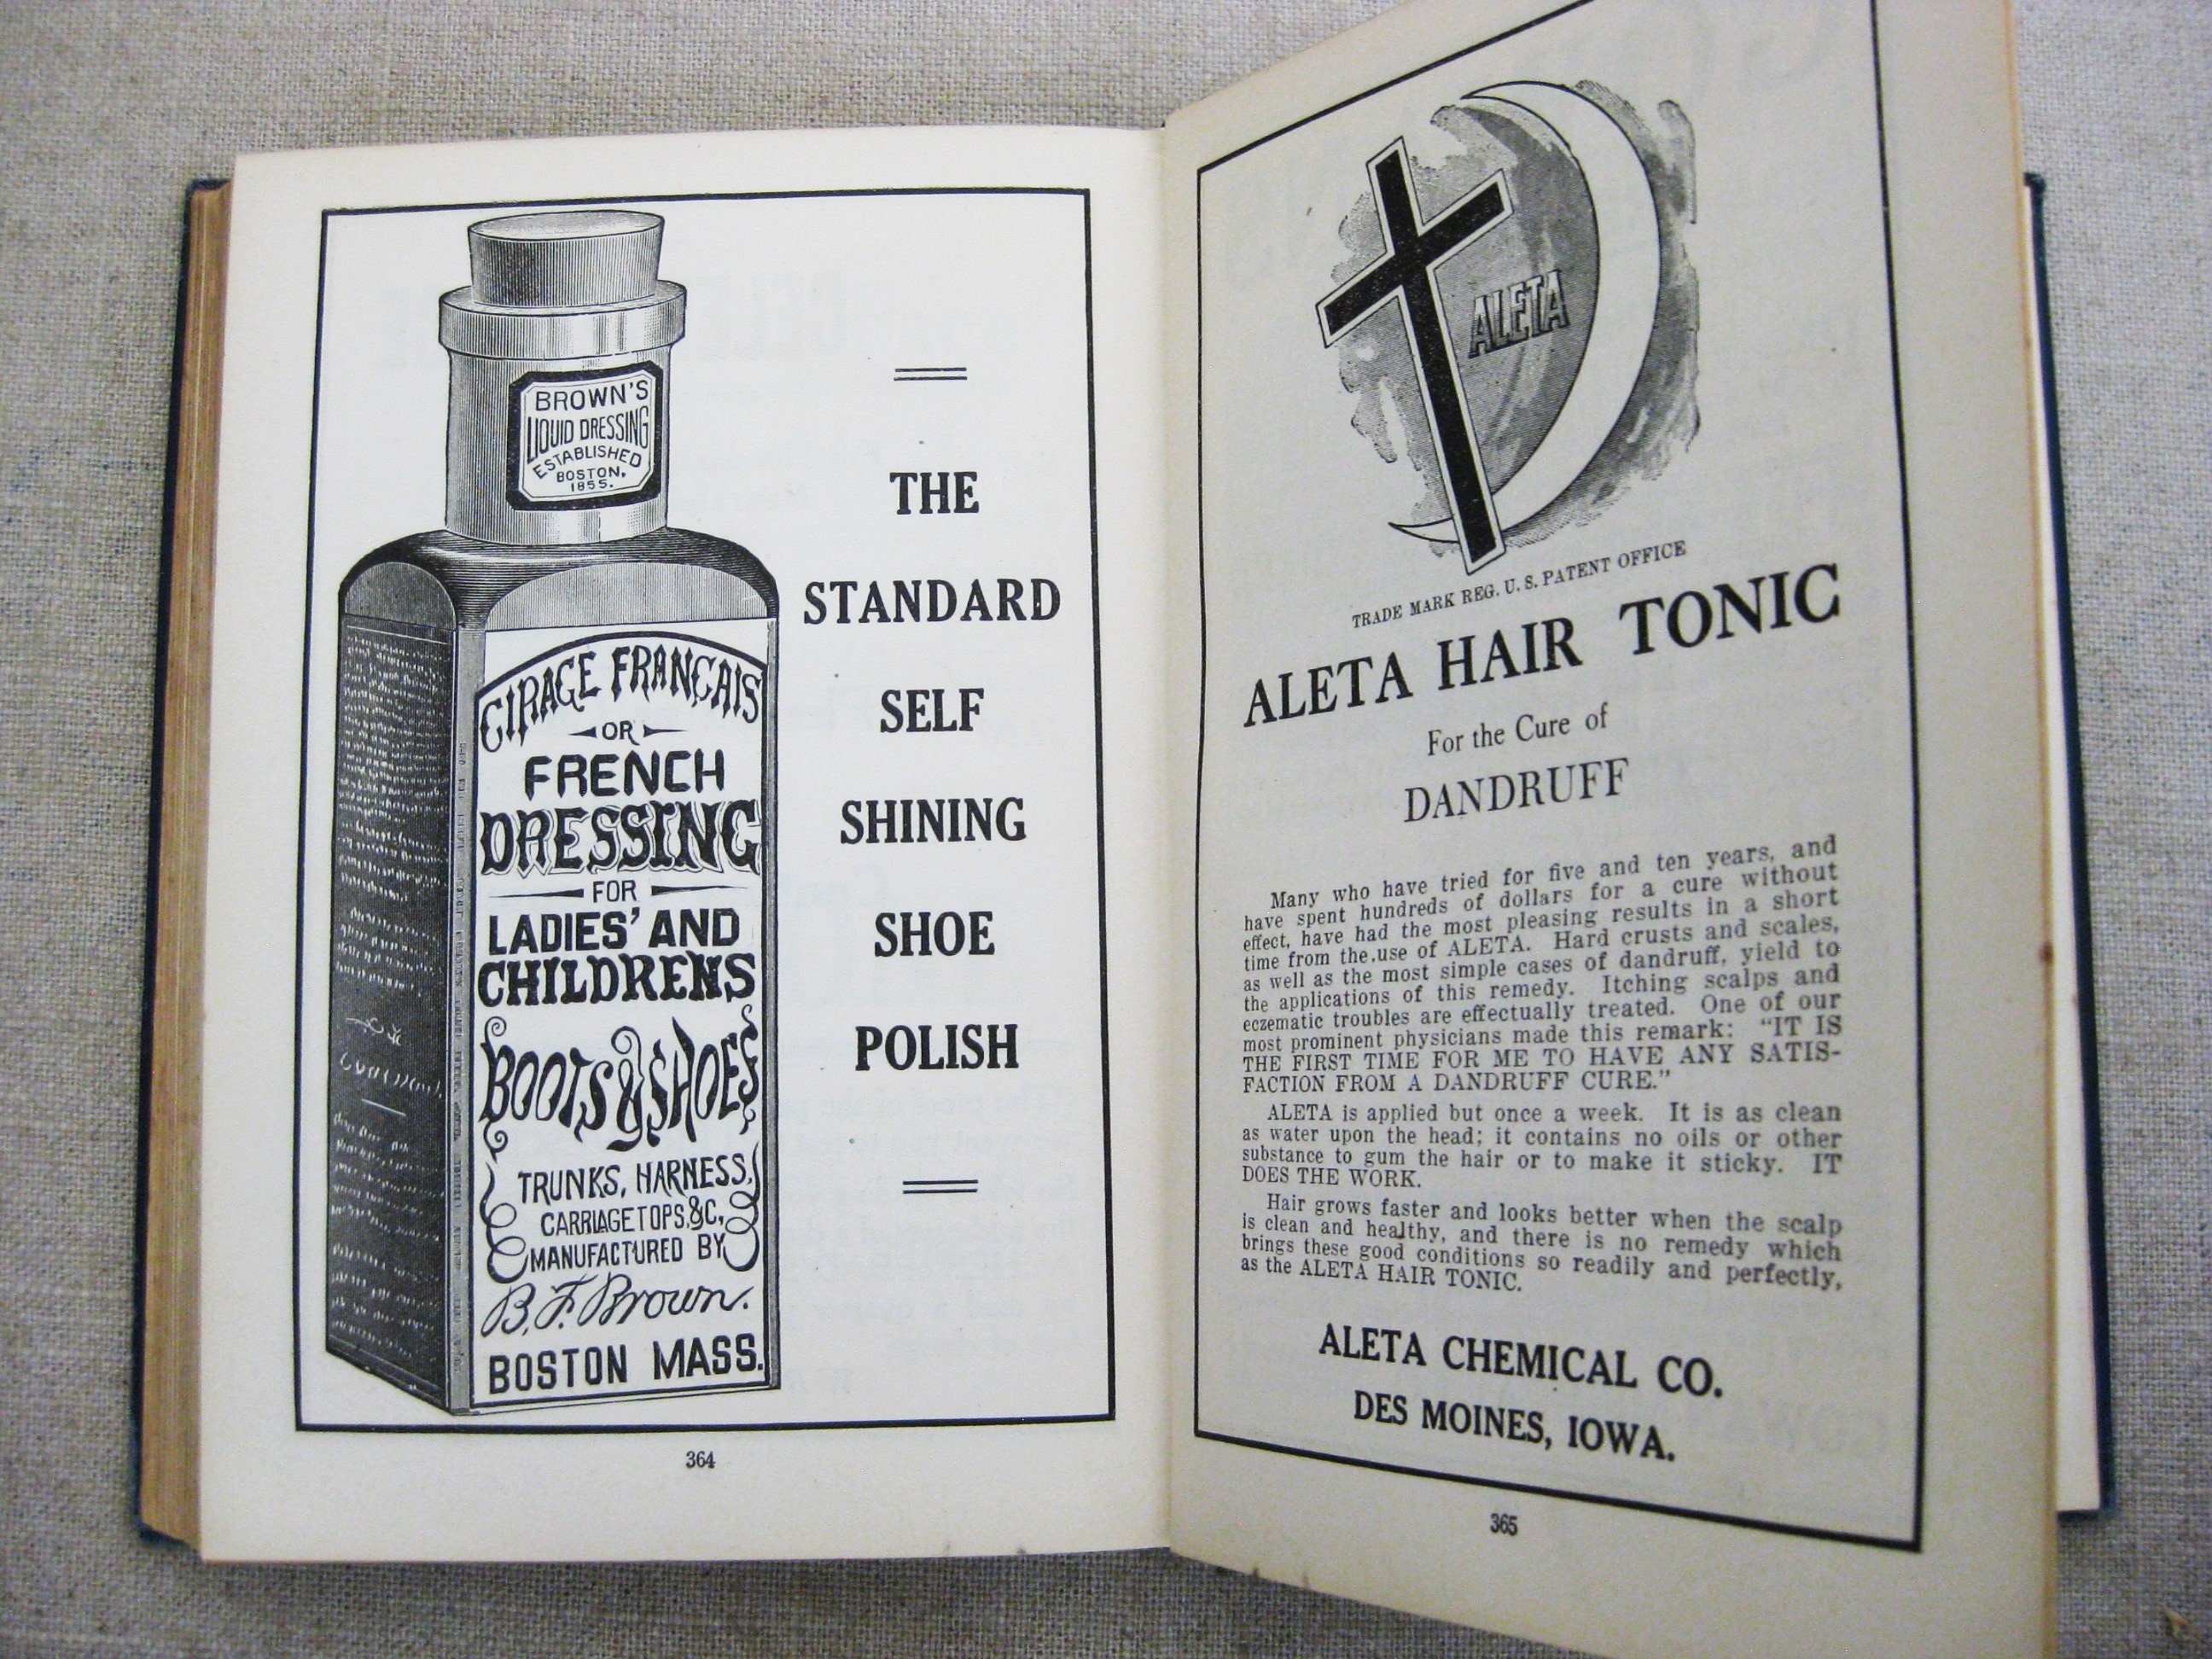 BROWN'S
LIQUID DRESSING
ESTABLISHED
BOSTON,
1855.
CIRAGE FRANÇAIS
OR
FRENCH
DRESSING
FOR
LADIES' AND
CHILDRENS
BOOTS & SHOES
TRUNKS, HARNESS,
CARRIAGE TOPS, &C,
MANUFACTURED BY
B. F. Brown.
BOSTON MASS.
THE
STANDARD
SELF
SHINING
SHOE
POLISH
364
ALETA
TRADE MARK REG. U. S. PATENT OFFICE
ALETA HAIR TONIC
For the Cure of
DANDRUFF
Many who have tried for five and ten years, and
have spent hundreds of dollars for a cure without
effect, have had the most pleasing results in a short
time from the use of ALETA. Hard crusts and scales,
as well as the most simple cases of dandruff, yield to
the applications of this remedy. Itching scalps and
eczematic troubles are effectually treated. One of our
most prominent physicians made this remark: "IT IS
THE FIRST TIME FOR ME TO HAVE ANY SATIS-
FACTION FROM A DANDRUFF CURE."
ALETA is applied but once a week. It is as clean
as water upon the head; it contains no oils or other
substance to gum the hair or to make it sticky. IT
DOES THE WORK.
Hair grows faster and looks better when the scalp
is clean and healthy, and there is no remedy which
brings these good conditions so readily and perfectly,
as the ALETA HAIR TONIC.
ALETA CHEMICAL CO.
DES MOINES, IOWA.
365